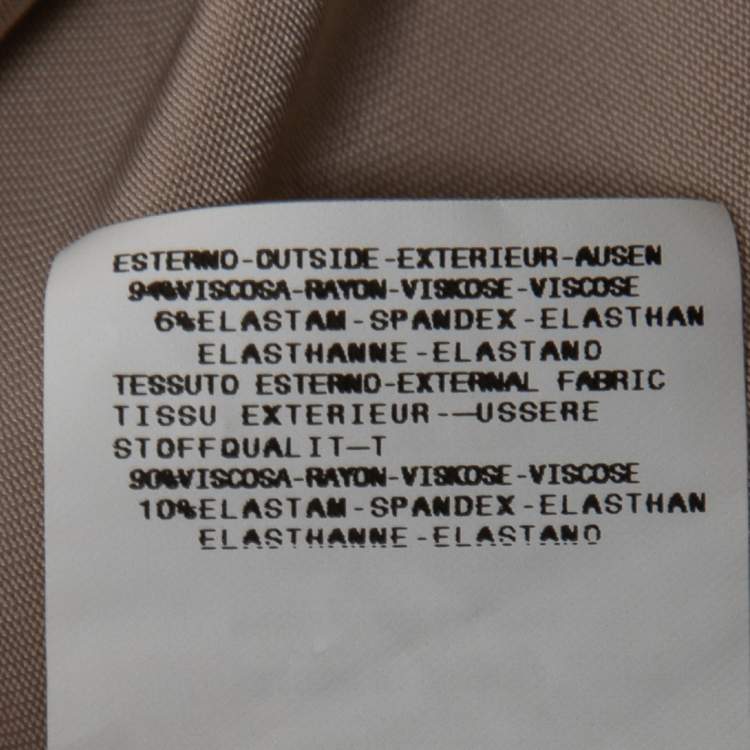 ESTERNO-OUTSIDE-EXTERIEUR-AUSEN
94%VISCOSA-RAYON-VISKOSE-VISCOSE
6%ELASTAM-SPANDEX-ELASTHAN
ELASTHANNE-ELASTANO
TESSUTO ESTERNO-EXTERNAL FABRIC
TISSU EXTERIEUR-—USSERE
STOFFQUALIT—T
90%VISCOSA-RAYON-VISKOSE-VISCOSE
10%ELASTAM-SPANDEX-ELASTHAN
ELASTHANNE-ELASTANO